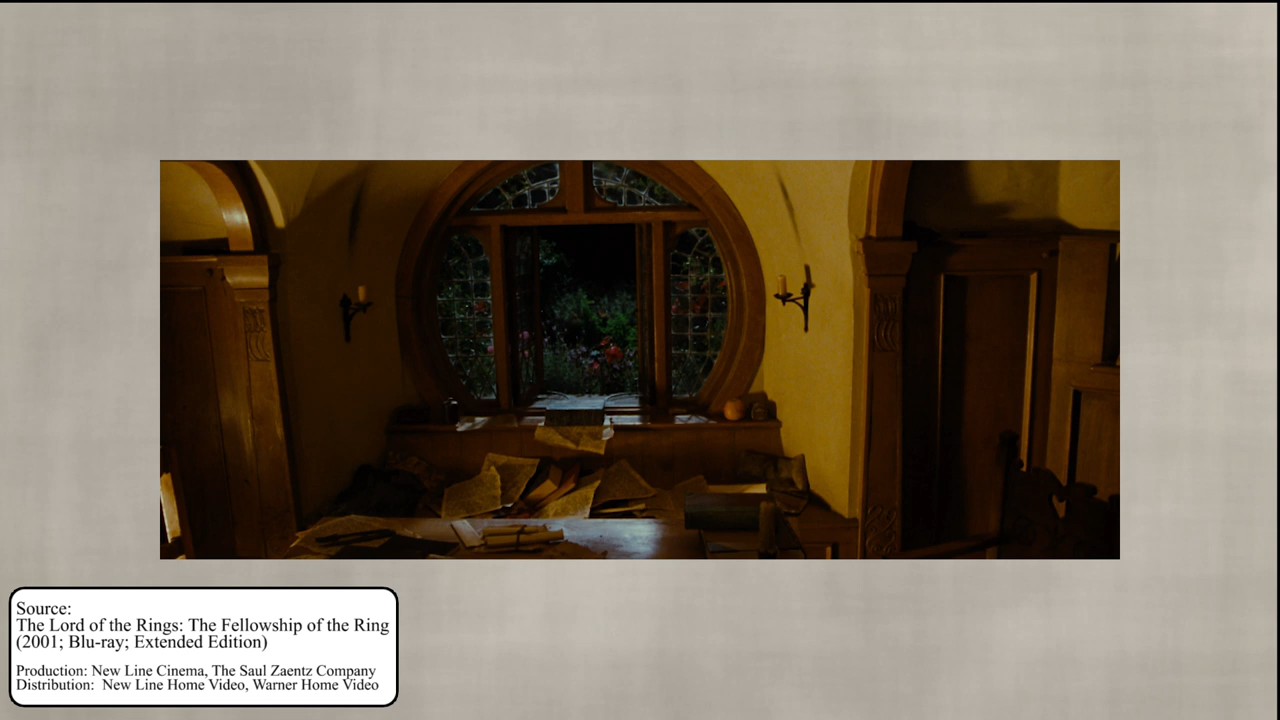 Source:
The Lord of the Rings: The Fellowship of the Ring
(2001; Blu-ray; Extended Edition)
Production: New Line Cinema, The Saul Zaentz Company
Distribution:  New Line Home Video, Warner Home Video